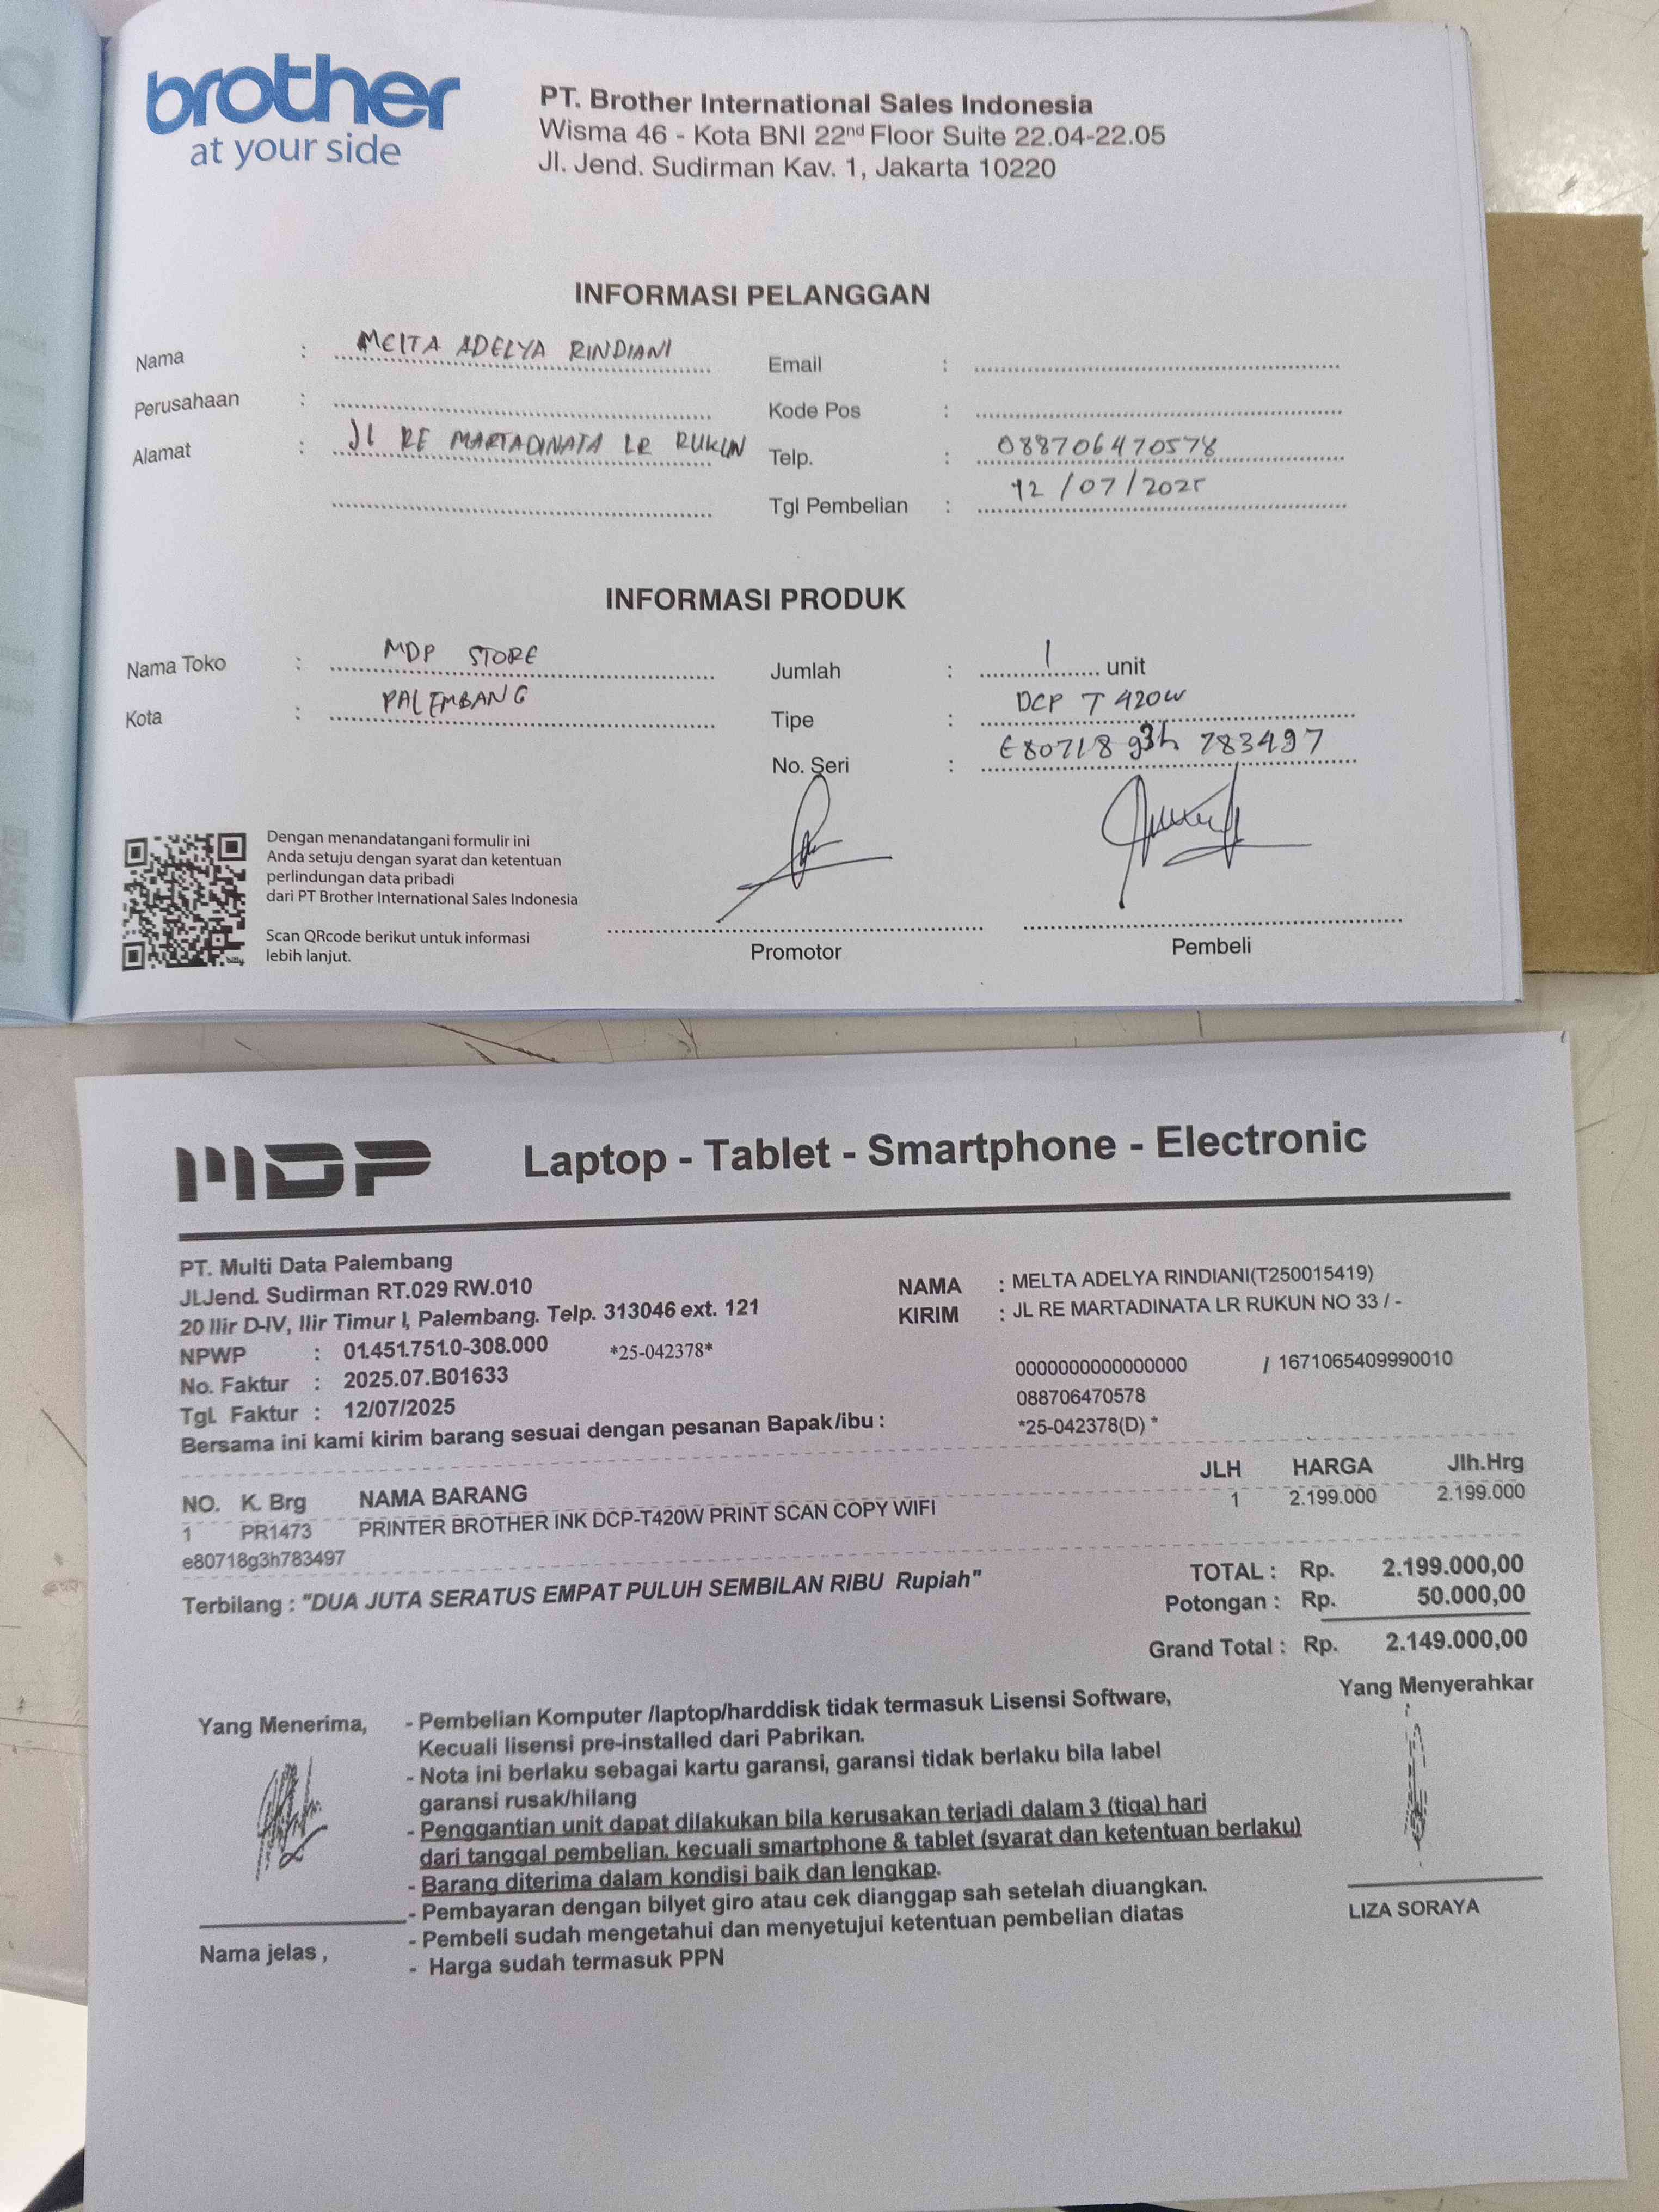 brother
at your side
PT. Brother International Sales Indonesia
Wisma 46 - Kota BNI 22nd Floor Suite 22.04-22.05
Jl. Jend. Sudirman Kav. 1, Jakarta 10220
INFORMASI PELANGGAN
Nama : MELTA ADELYA RINDIANI
Perusahaan :
Alamat : Jl RE MARTADINATA LR RUKUN
Email :
Kode Pos :
Telp. : 088706470578
Tgl Pembelian : 12/07/2025
INFORMASI PRODUK
Nama Toko : MDP STORE
Kota : PALEMBANG
Jumlah : 1 unit
Tipe : DCP T420W
No. Seri : E80718g3h783497
Dengan menandatangani formulir ini
Anda setuju dengan syarat dan ketentuan
perlindungan data pribadi
dari PT Brother International Sales Indonesia
Scan QRcode berikut untuk informasi
lebih lanjut.
Promotor
Pembeli
MDP
Laptop - Tablet - Smartphone - Electronic
PT. Multi Data Palembang
Jl.Jend. Sudirman RT.029 RW.010
20 Ilir D-IV, Ilir Timur I, Palembang. Telp. 313046 ext. 121
NPWP : 01.451.751.0-308.000 *25-042378*
No. Faktur : 2025.07.B01633
Tgl. Faktur : 12/07/2025
Bersama ini kami kirim barang sesuai dengan pesanan Bapak/ibu :
NAMA : MELTA ADELYA RINDIANI(T250015419)
KIRIM : JL RE MARTADINATA LR RUKUN NO 33 / -
0000000000000000 / 1671065409990010
088706470578
*25-042378(D) *
NO. K. Brg NAMA BARANG JLH HARGA Jlh.Hrg
1 PR1473 PRINTER BROTHER INK DCP-T420W PRINT SCAN COPY WIFI 1 2.199.000 2.199.000
e80718g3h783497
Terbilang : "DUA JUTA SERATUS EMPAT PULUH SEMBILAN RIBU Rupiah"
TOTAL : Rp. 2.199.000,00
Potongan : Rp. 50.000,00
Grand Total : Rp. 2.149.000,00
Yang Menerima,
Nama jelas ,
- Pembelian Komputer /laptop/harddisk tidak termasuk Lisensi Software,
Kecuali lisensi pre-installed dari Pabrikan.
- Nota ini berlaku sebagai kartu garansi, garansi tidak berlaku bila label
garansi rusak/hilang
- Penggantian unit dapat dilakukan bila kerusakan terjadi dalam 3 (tiga) hari
dari tanggal pembelian, kecuali smartphone & tablet (syarat dan ketentuan berlaku)
- Barang diterima dalam kondisi baik dan lengkap.
- Pembayaran dengan bilyet giro atau cek dianggap sah setelah diuangkan.
- Pembeli sudah mengetahui dan menyetujui ketentuan pembelian diatas
- Harga sudah termasuk PPN
Yang Menyerahkar
LIZA SORAYA